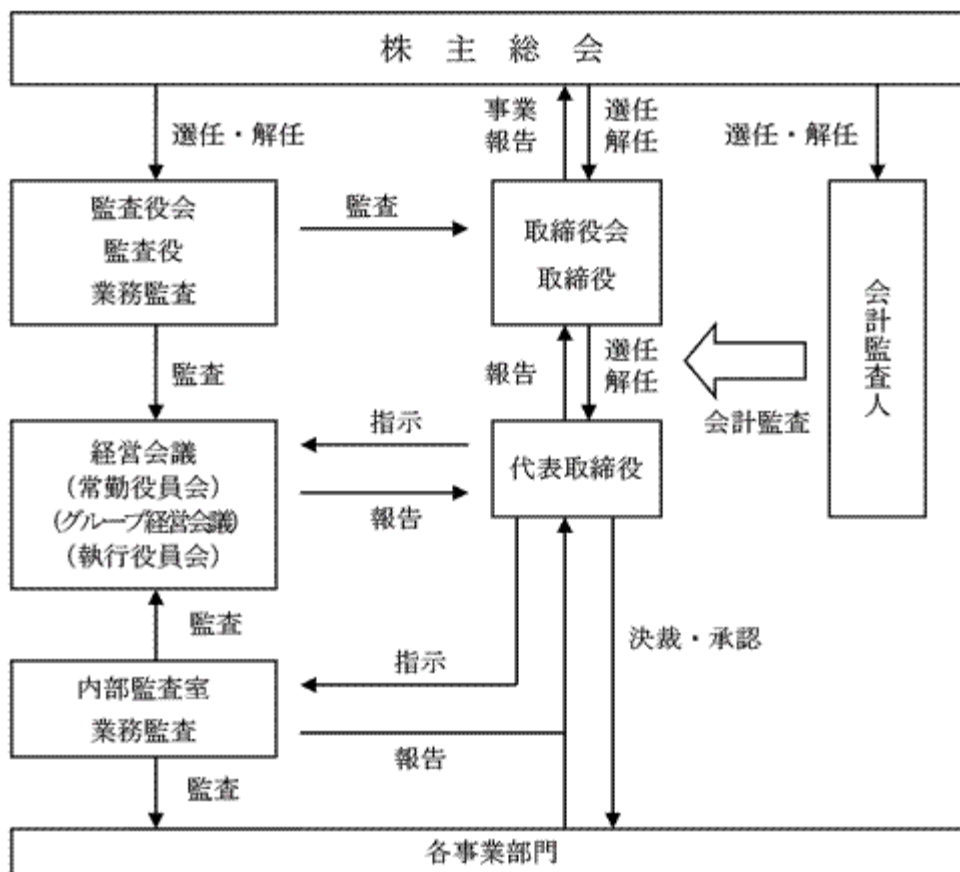 株主総会
選任・解任
事業
報告
選任
解任
選任・解任
監査役会
監査役
業務監査
監査
取締役会
取締役
会計監査人
監査
報告
選任
解任
会計監査
経営会議
(常勤役員会)
(グループ経営会議)
(執行役員会)
指示
報告
代表取締役
監査
決裁・承認
内部監査室
業務監査
指示
報告
監査
各事業部門